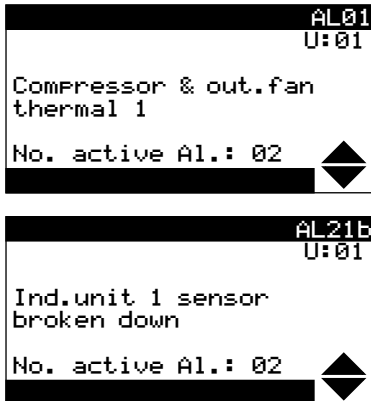 AL01
U:01
Compressor & out.fan
thermal 1
No. active Al.: 02
AL21b
U:01
Ind.unit 1 sensor
broken down
No. active Al.: 02